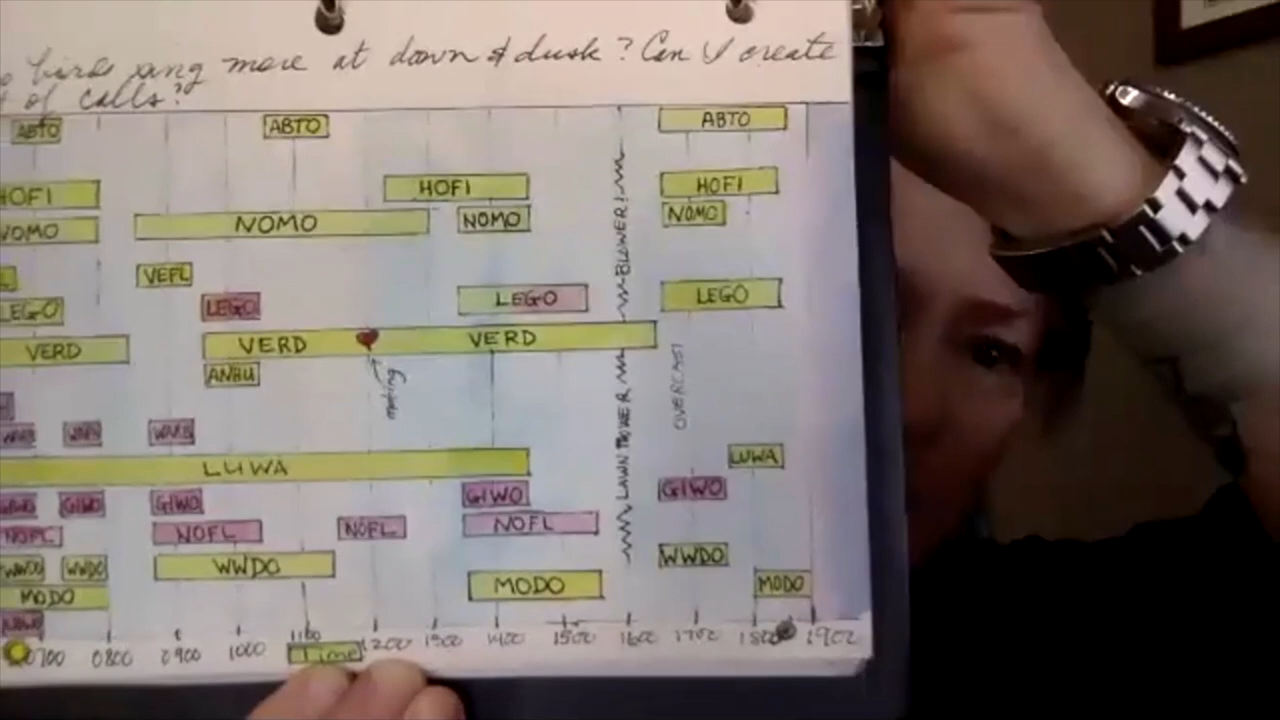 birds sing more at dawn & dusk? Can I create
of calls?
ABTO ABTO ABTO
HOFI HOFI HOFI
NOMO NOMO NOMO NOMO
VEFL
LEGO LEGO LEGO LEGO
VERD VERD VERD
mating
ANBU
BLOWER!
LAWN MOWER
OVERCAST
LUWA LUWA
GIWO GIWO GIWO GIWO
NOFL NOFL NOFL NOFL
WWDO WWDO WWDO WWDO
MODO MODO MODO
0700 0800 0900 1000 1100 1200 1300 1400 1500 1600 1700 1800 1900
Time